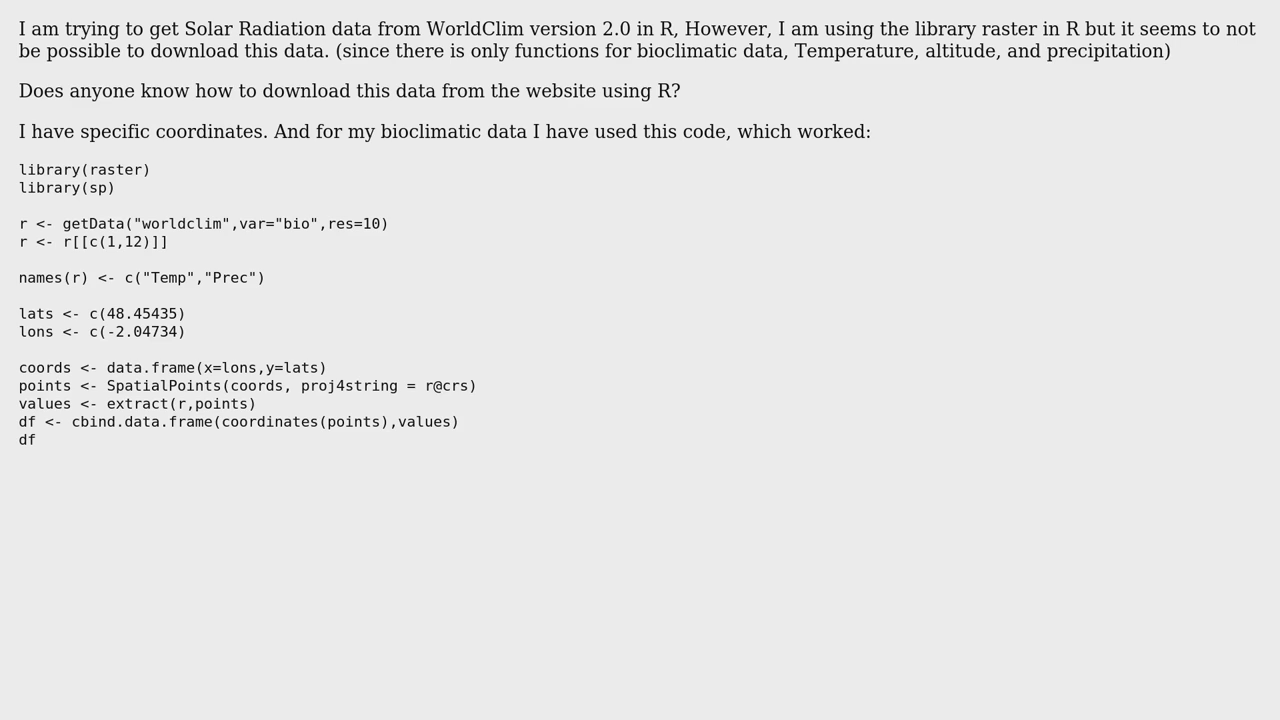 I am trying to get Solar Radiation data from WorldClim version 2.0 in R, However, I am using the library raster in R but it seems to not
be possible to download this data. (since there is only functions for bioclimatic data, Temperature, altitude, and precipitation)
Does anyone know how to download this data from the website using R?
I have specific coordinates. And for my bioclimatic data I have used this code, which worked:
library(raster)
library(sp)
r <- getData("worldclim",var="bio",res=10)
r <- r[[c(1,12)]]
names(r) <- c("Temp","Prec")
lats <- c(48.45435)
lons <- c(-2.04734)
coords <- data.frame(x=lons,y=lats)
points <- SpatialPoints(coords, proj4string = r@crs)
values <- extract(r,points)
df <- cbind.data.frame(coordinates(points),values)
df